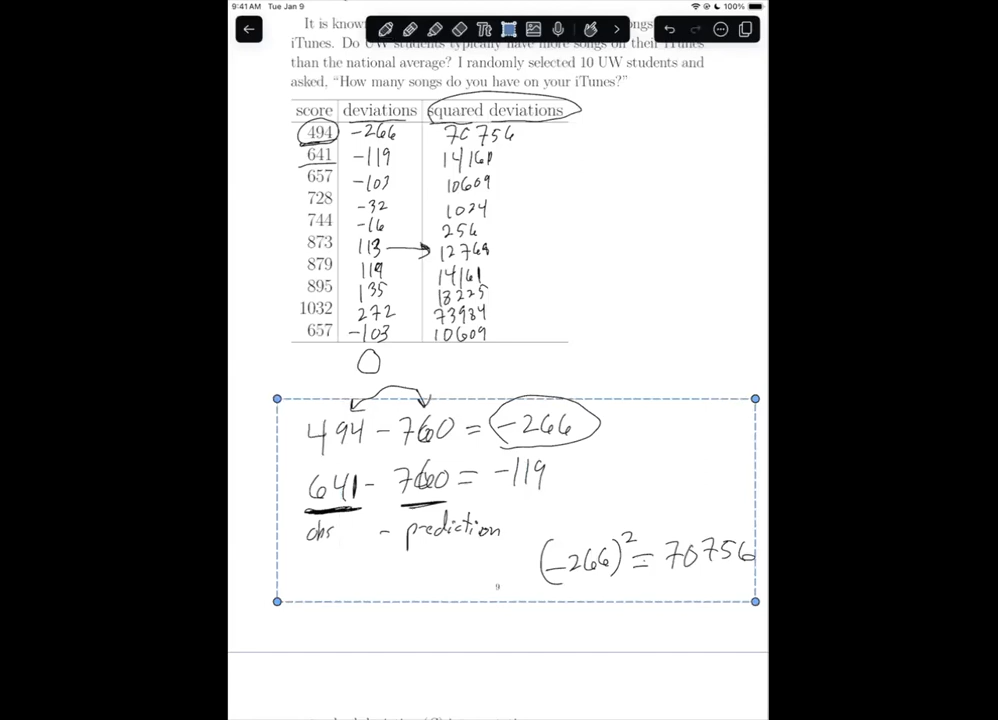 9:41 AM Tue Jan 9
100%
It is know
ongs
Tt
iTunes. Do UW students typically have more songs on their iTunes
than the national average? I randomly selected 10 UW students and
asked, "How many songs do you have on your iTunes?"
score deviations squared deviations
494 -266 70756
641 -119 14161
657 -103 10609
728 -32 1024
744 -16 256
873 113 12769
879 119 14161
895 135 18225
1032 272 73984
657 -103 10609
0
494 - 760 = -266
641 - 760 = -119
obs - prediction
(-266)² = 70756
9